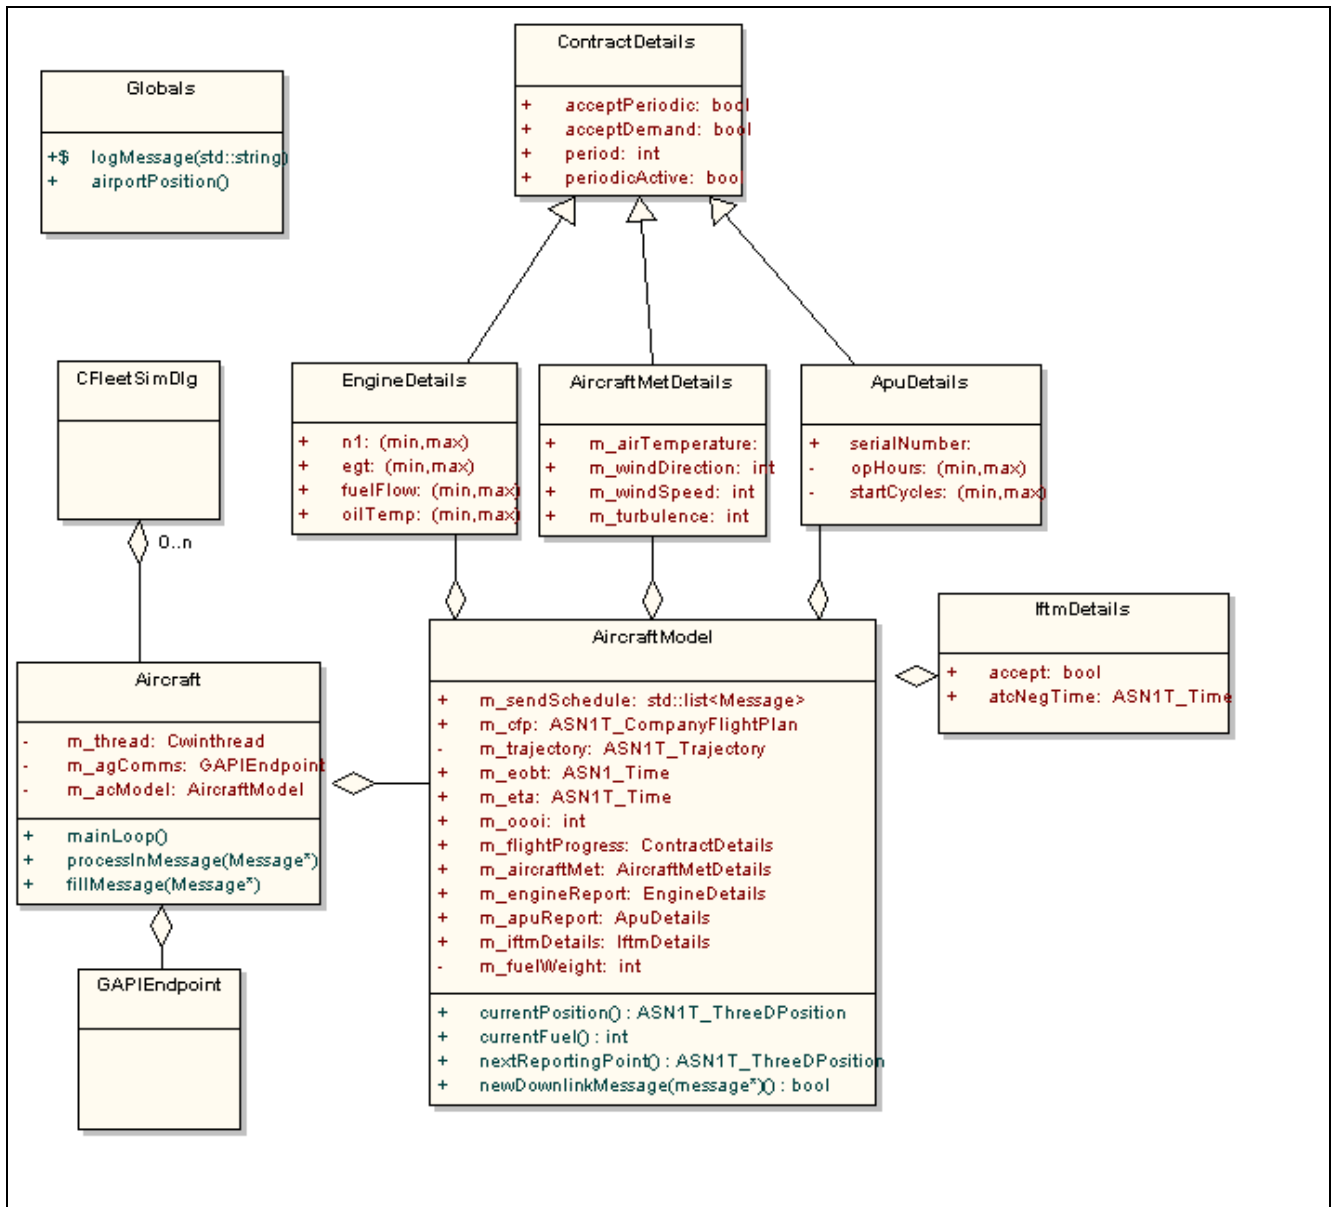 ContractDetails
+ acceptPeriodic: bool
+ acceptDemand: bool
+ period: int
+ periodicActive: bool
Globals
+$ logMessage(std::string)
+ airportPosition()
CFleetSimDlg
0..n
EngineDetails
+ n1: (min,max)
+ egt: (min,max)
+ fuelFlow: (min,max)
+ oilTemp: (min,max)
AircraftMetDetails
+ m_airTemperature:
+ m_windDirection: int
+ m_windSpeed: int
+ m_turbulence: int
ApuDetails
+ serialNumber:
- opHours: (min,max)
- startCycles: (min,max)
IftmDetails
+ accept: bool
+ atcNegTime: ASN1T_Time
Aircraft
- m_thread: Cwinthread
- m_agComms: GAPIEndpoint
- m_acModel: AircraftModel
+ mainLoop()
+ processInMessage(Message*)
+ fillMessage(Message*)
AircraftModel
+ m_sendSchedule: std::list<Message>
+ m_cfp: ASN1T_CompanyFlightPlan
- m_trajectory: ASN1T_Trajectory
+ m_eobt: ASN1_Time
+ m_eta: ASN1T_Time
+ m_oooi: int
+ m_flightProgress: ContractDetails
+ m_aircraftMet: AircraftMetDetails
+ m_engineReport: EngineDetails
+ m_apuReport: ApuDetails
+ m_iftmDetails: IftmDetails
- m_fuelWeight: int
+ currentPosition() : ASN1T_ThreeDPosition
+ currentFuel() : int
+ nextReportingPoint() : ASN1T_ThreeDPosition
+ newDownlinkMessage(message*)() : bool
GAPIEndpoint